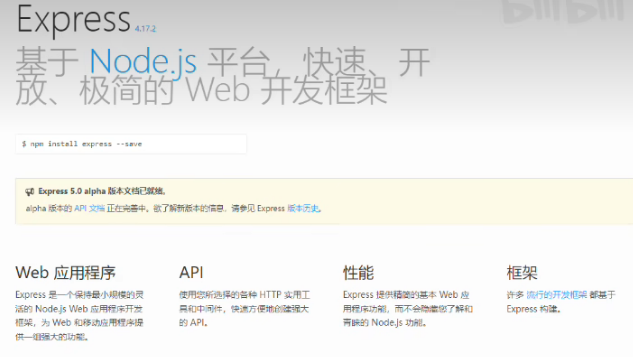 Express 4.17.2
bilibili
基于 Node.js 平台，快速、开
放、极简的 Web 开发框架
$ npm install express --save
Express 5.0 alpha 版本文档已就绪。
alpha 版本的 API 文档 正在完善中。欲了解新版本的信息，请参见 Express 版本历史。
Web 应用程序
Express 是一个保持最小规模的灵
活的 Node.js Web 应用程序开发
框架，为 Web 和移动应用程序提
供一组强大的功能。
API
使用您所选择的各种 HTTP 实用工
具和中间件，快速方便地创建强大
的 API。
性能
Express 提供精简的基本 Web 应
用程序功能，而不会隐藏您了解和
青睐的 Node.js 功能。
框架
许多 流行的开发框架 都基于
Express 构建。